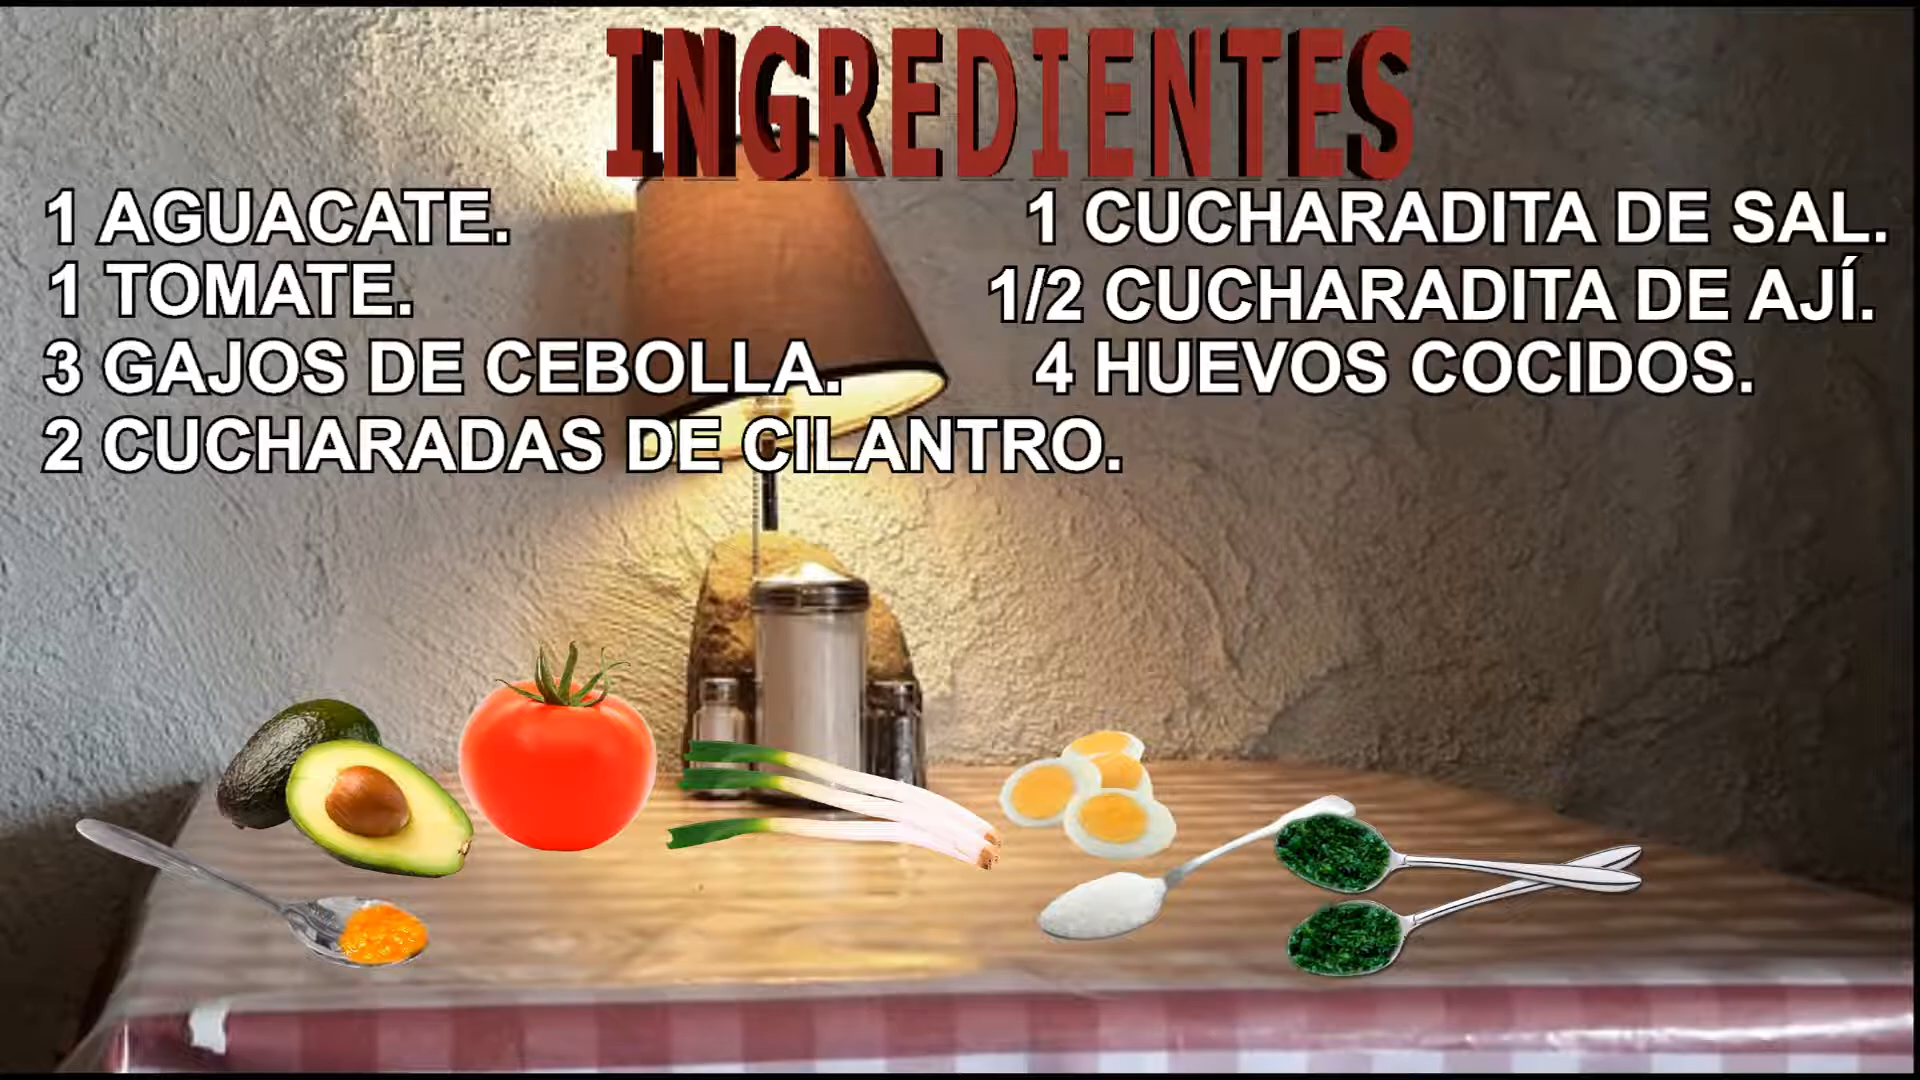 INGREDIENTES
1 AGUACATE.
1 TOMATE.
3 GAJOS DE CEBOLLA.
2 CUCHARADAS DE CILANTRO.
1 CUCHARADITA DE SAL.
1/2 CUCHARADITA DE AJÍ.
4 HUEVOS COCIDOS.